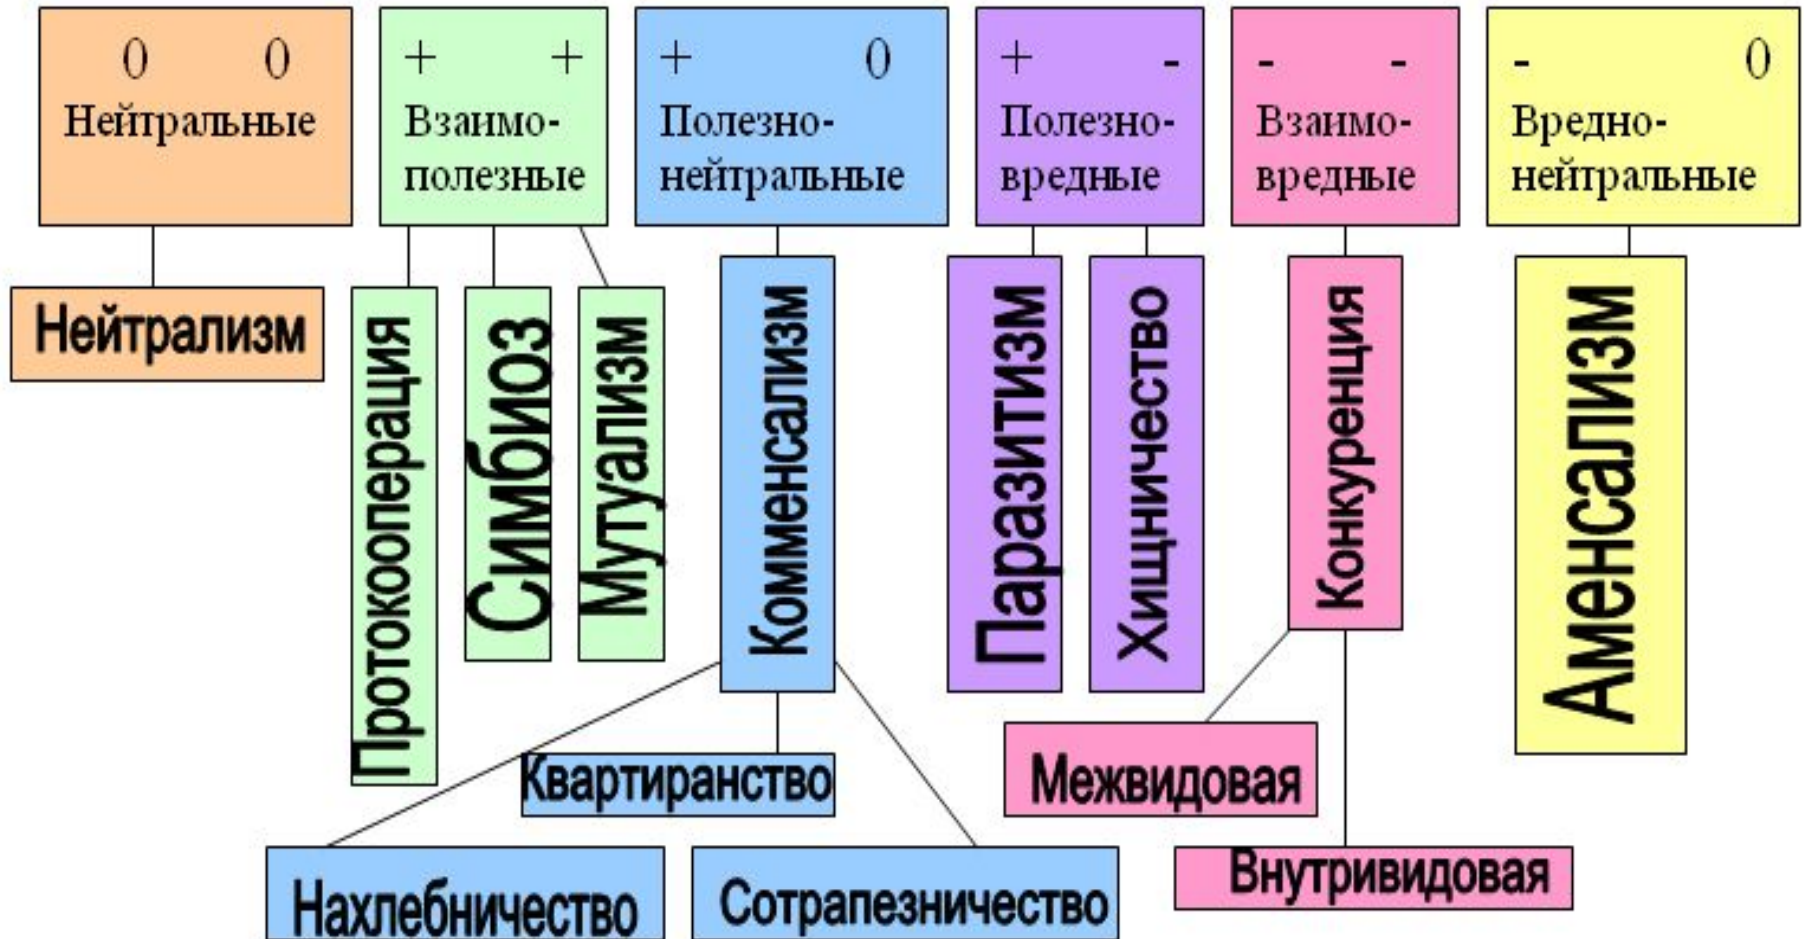 0 0
Нейтральные
+ +
Взаимо-
полезные
+ 0
Полезно-
нейтральные
+ -
Полезно-
вредные
- -
Взаимо-
вредные
- 0
Вредно-
нейтральные
Нейтрализм
Протокооперация
Симбиоз
Мутуализм
Комменсализм
Паразитизм
Хищничество
Конкуренция
Аменсализм
Квартиранство
Межвидовая
Нахлебничество
Сотрапезничество
Внутривидовая